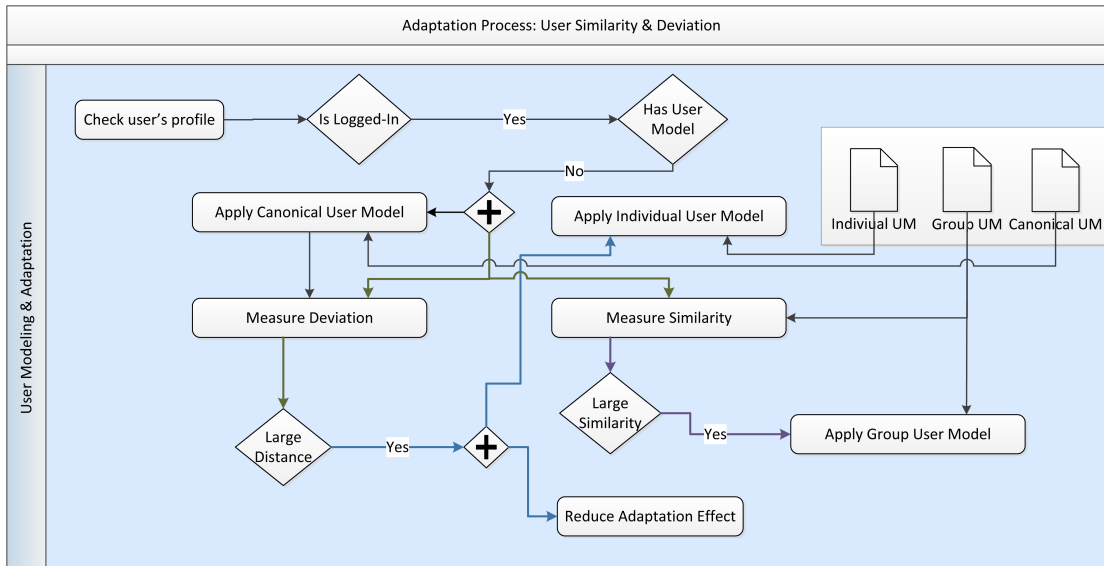 Adaptation Process: User Similarity & Deviation
User Modeling & Adaptation
Check user's profile
Is Logged-In
Yes
Has User
Model
No
Apply Canonical User Model
Apply Individual User Model
Indiviual UM
Group UM
Canonical UM
Measure Deviation
Measure Similarity
Large
Distance
Yes
Large
Similarity
Yes
Apply Group User Model
Reduce Adaptation Effect